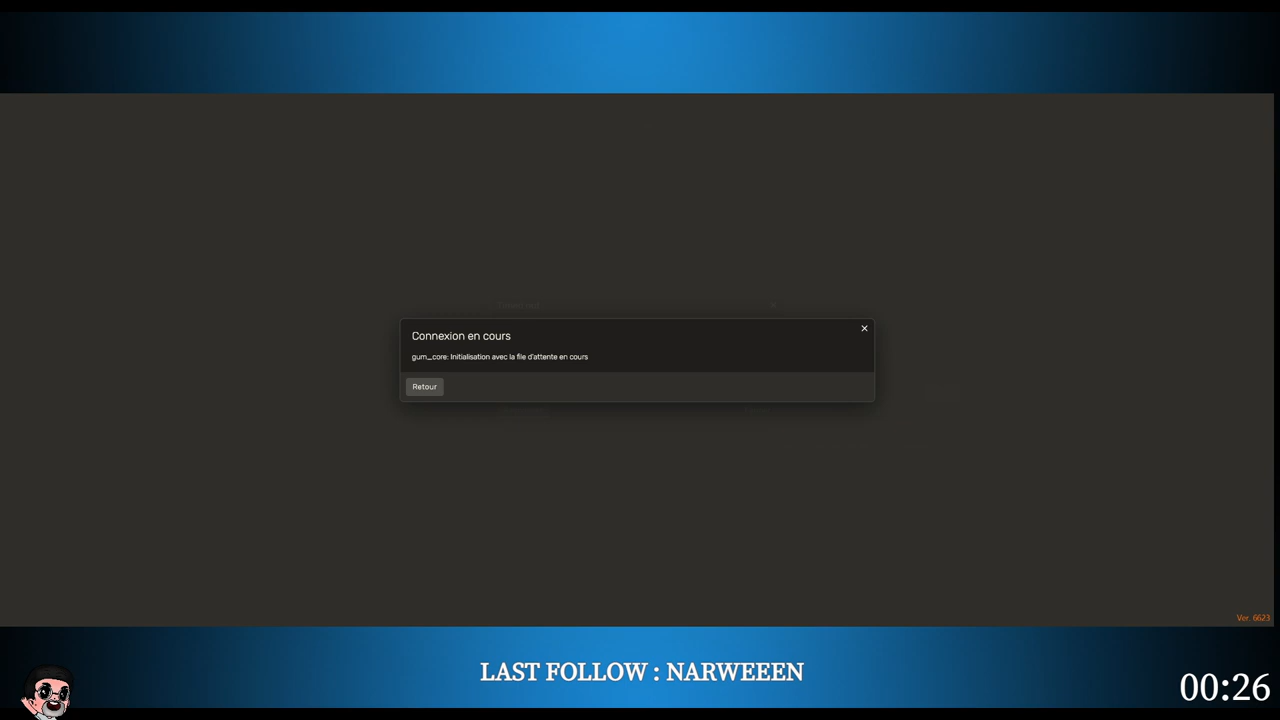 Connexion en cours
gum_core: Initialisation avec la file d'attente en cours
Retour
Ver. 6623
LAST FOLLOW : NARWEEEN
00:26